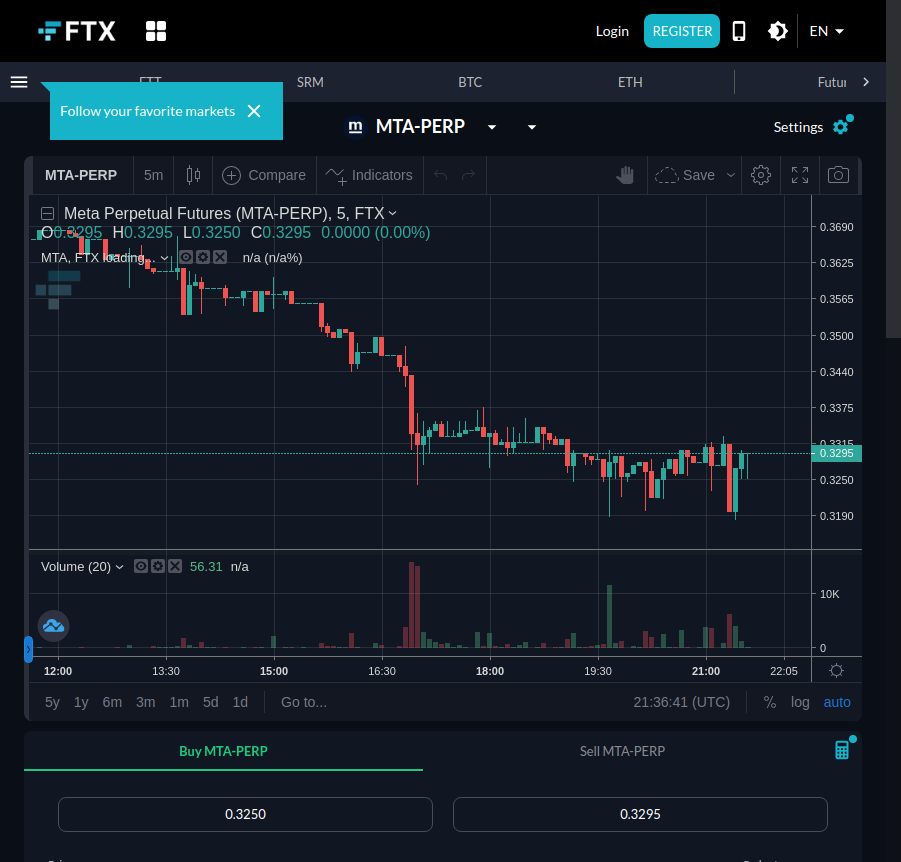 FTX
Login
REGISTER
EN
FTT
SRM
BTC
ETH
Futur
Follow your favorite markets
m MTA-PERP
Settings
MTA-PERP
5m
Compare
Indicators
Save
Meta Perpetual Futures (MTA-PERP), 5, FTX
O0.3295 H0.3295 L0.3250 C0.3295 0.0000 (0.00%)
MTA, FTX loading... n/a (n/a%)
0.3690
0.3625
0.3565
0.3500
0.3440
0.3375
0.3315
0.3295
0.3250
0.3190
Volume (20) 56.31 n/a
10K
0
12:00 13:30 15:00 16:30 18:00 19:30 21:00 22:05
5y 1y 6m 3m 1m 5d 1d Go to... 21:36:41 (UTC) % log auto
Buy MTA-PERP
Sell MTA-PERP
0.3250
0.3295